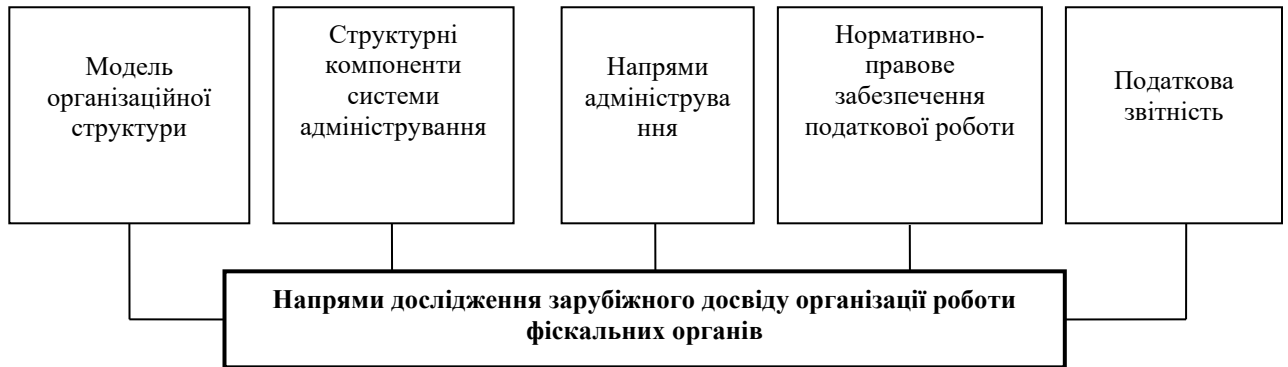 Модель
організаційної
структури
Структурні
компоненти
системи
адміністрування
Напрями
адмініструва
ння
Нормативно-
правове
забезпечення
податкової роботи
Податкова
звітність
Напрями дослідження зарубіжного досвіду організації роботи
фіскальних органів